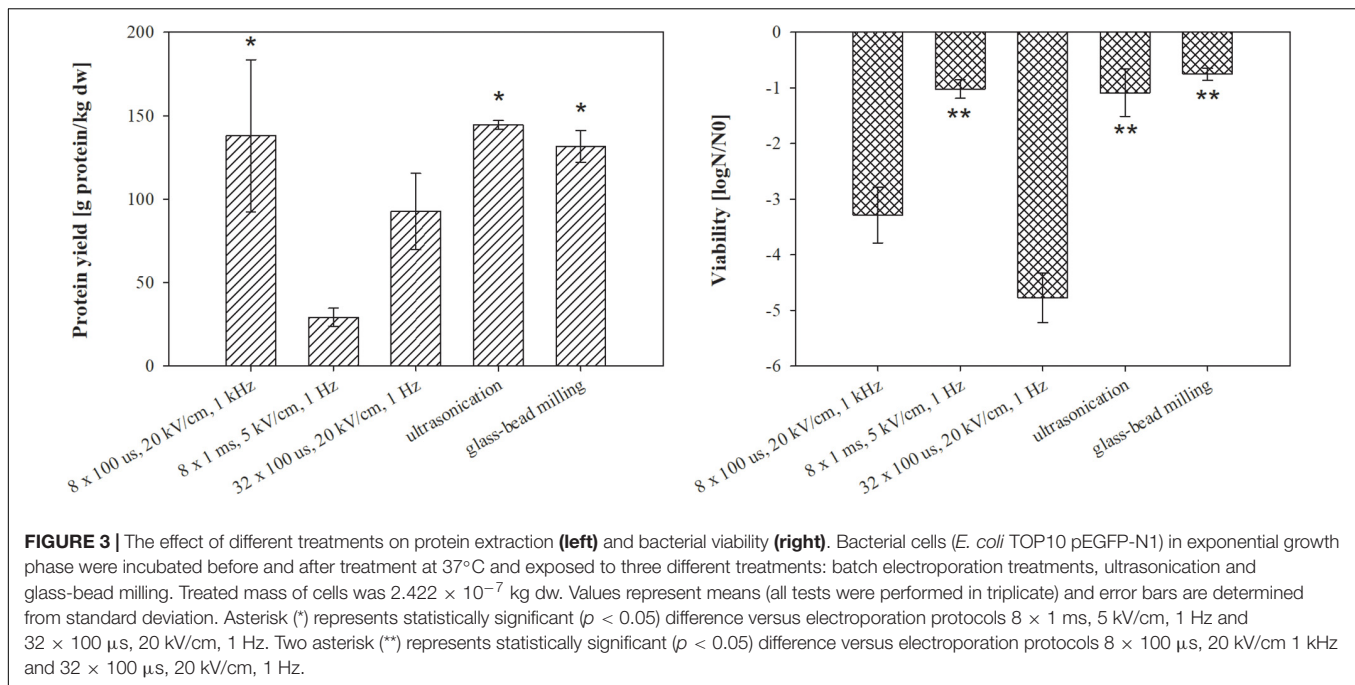 Protein yield [g protein/kg dw]
200
150
100
50
0
*
*
*
8 x 100 us, 20 kV/cm, 1 kHz
8 x 1 ms, 5 kV/cm, 1 Hz
32 x 100 us, 20 kV/cm, 1 Hz
ultrasonication
glass-bead milling
Viability [logN/N0]
0
-1
-2
-3
-4
-5
-6
**
**
**
8 x 100 us, 20 kV/cm, 1 kHz
8 x 1 ms, 5 kV/cm, 1 Hz
32 x 100 us, 20 kV/cm, 1 Hz
ultrasonication
glass-bead milling
FIGURE 3 | The effect of different treatments on protein extraction (left) and bacterial viability (right). Bacterial cells (E. coli TOP10 pEGFP-N1) in exponential growth
phase were incubated before and after treatment at 37°C and exposed to three different treatments: batch electroporation treatments, ultrasonication and
glass-bead milling. Treated mass of cells was 2.422 × 10⁻⁷ kg dw. Values represent means (all tests were performed in triplicate) and error bars are determined
from standard deviation. Asterisk (*) represents statistically significant (p < 0.05) difference versus electroporation protocols 8 × 1 ms, 5 kV/cm, 1 Hz and
32 × 100 μs, 20 kV/cm, 1 Hz. Two asterisk (**) represents statistically significant (p < 0.05) difference versus electroporation protocols 8 × 100 μs, 20 kV/cm 1 kHz
and 32 × 100 μs, 20 kV/cm, 1 Hz.